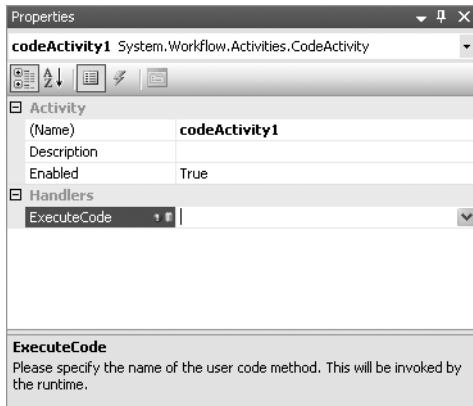 Properties
codeActivity1 System.Workflow.Activities.CodeActivity
Activity
(Name) codeActivity1
Description
Enabled True
Handlers
ExecuteCode
ExecuteCode
Please specify the name of the user code method. This will be invoked by
the runtime.